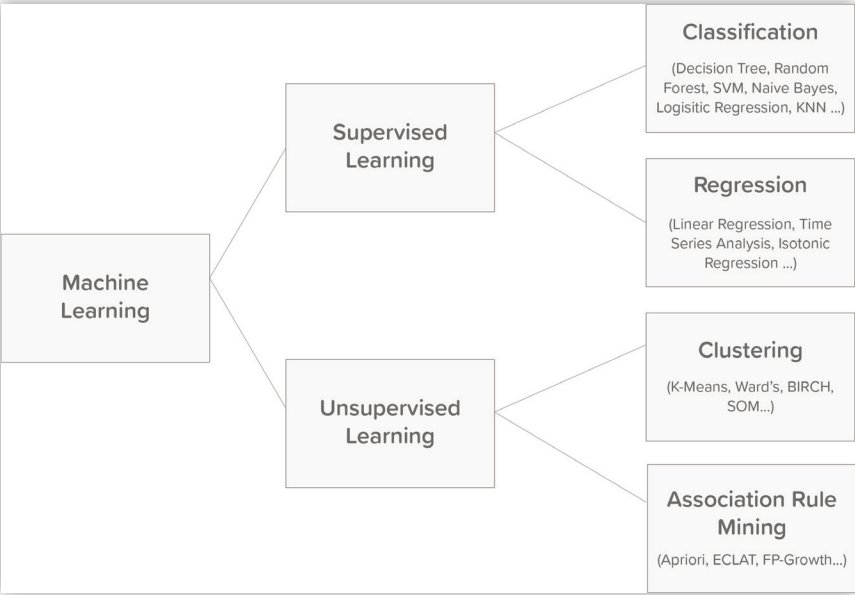 Machine
Learning
Supervised
Learning
Unsupervised
Learning
Classification
(Decision Tree, Random
Forest, SVM, Naive Bayes,
Logisitic Regression, KNN ...)
Regression
(Linear Regression, Time
Series Analysis, Isotonic
Regression ...)
Clustering
(K-Means, Ward's, BIRCH,
SOM...)
Association Rule
Mining
(Apriori, ECLAT, FP-Growth...)